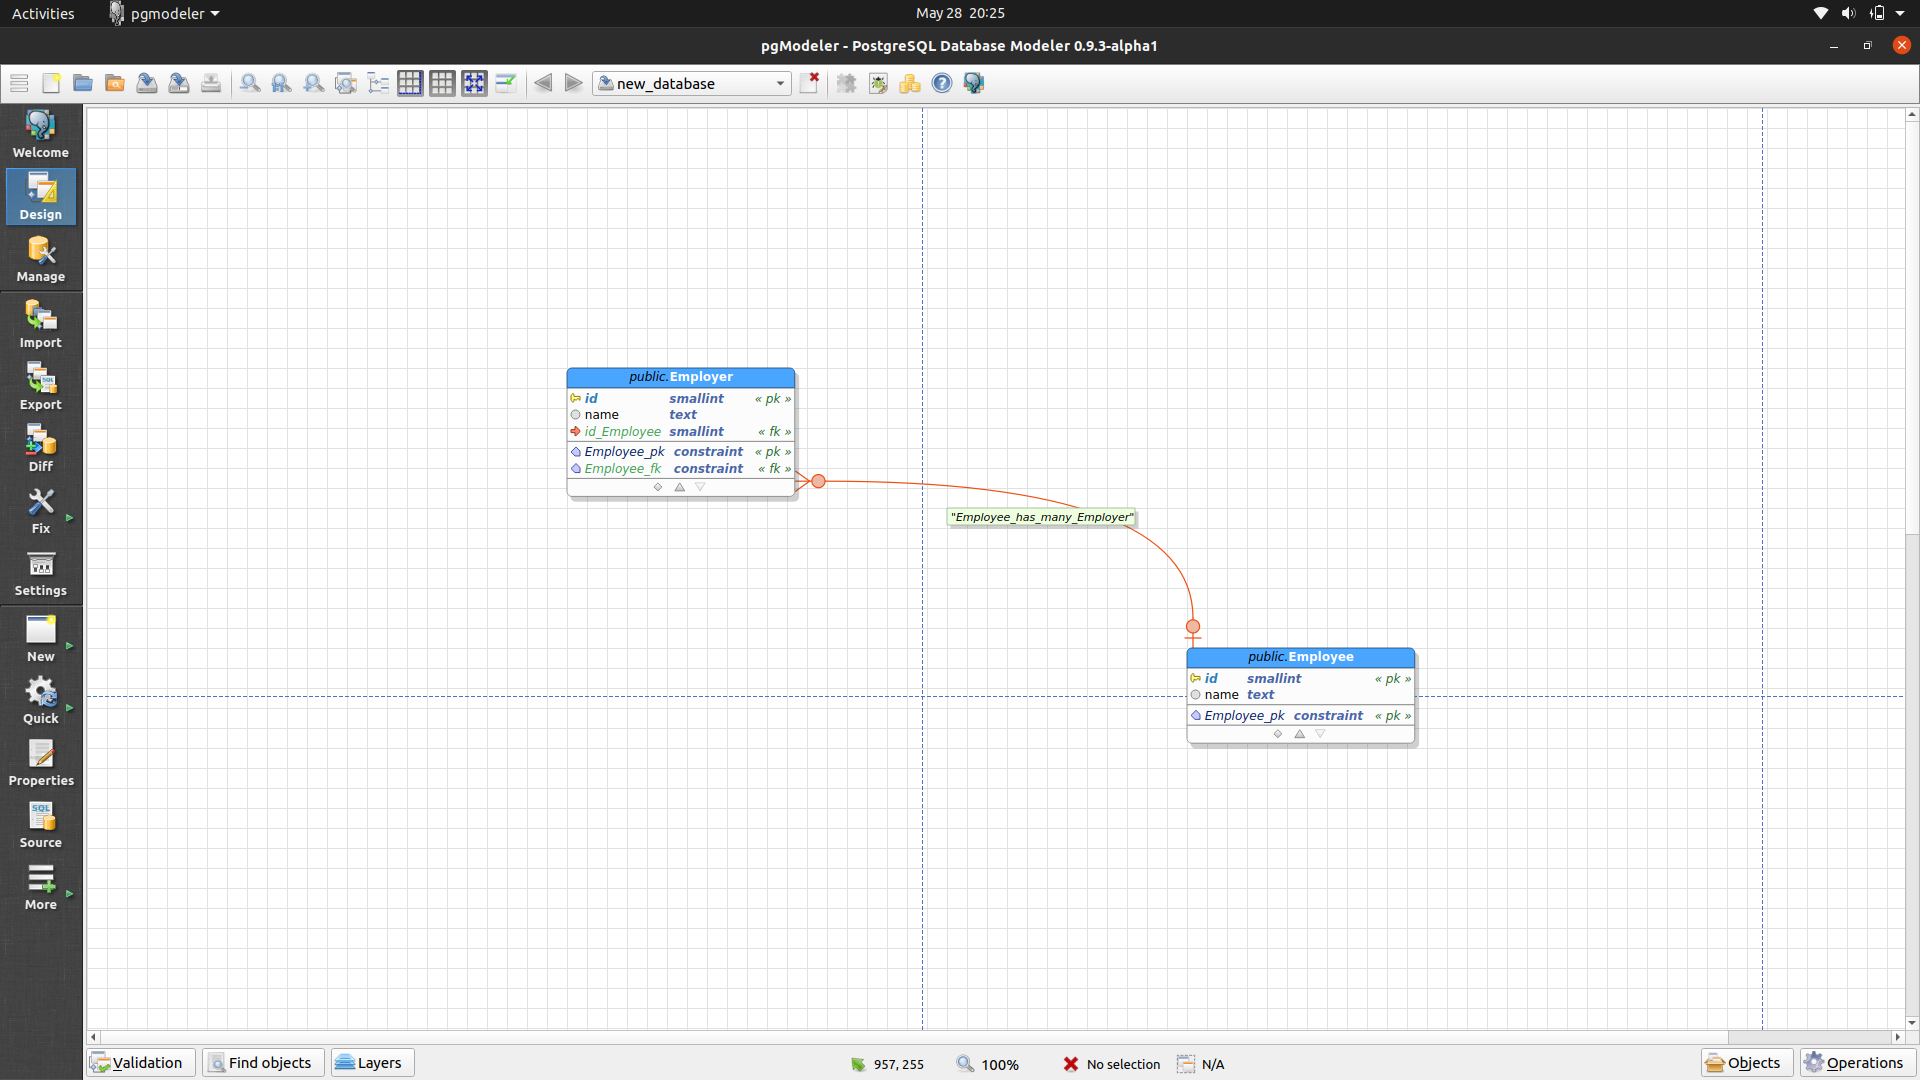 Activities
pgmodeler
May 28 20:25
pgModeler - PostgreSQL Database Modeler 0.9.3-alpha1
new_database
Welcome
Design
Manage
Import
Export
Diff
Fix
Settings
New
Quick
Properties
Source
More
public.Employer
id smallint « pk »
name text
id_Employee smallint « fk »
Employee_pk constraint « pk »
Employee_fk constraint « fk »
"Employee_has_many_Employer"
public.Employee
id smallint « pk »
name text
Employee_pk constraint « pk »
Validation
Find objects
Layers
957, 255
100%
No selection
N/A
Objects
Operations